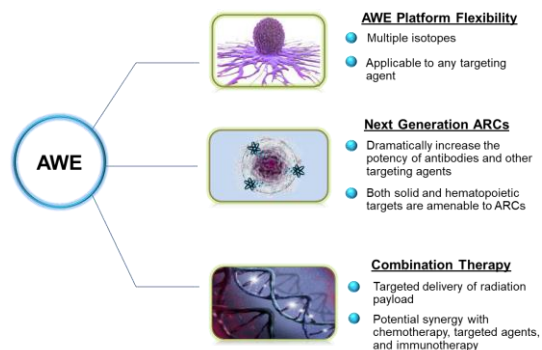 AWE
AWE Platform Flexibility
Multiple isotopes
Applicable to any targeting
agent
Next Generation ARCs
Dramatically increase the
potency of antibodies and other
targeting agents
Both solid and hematopoietic
targets are amenable to ARCs
Combination Therapy
Targeted delivery of radiation
payload
Potential synergy with
chemotherapy, targeted agents,
and immunotherapy